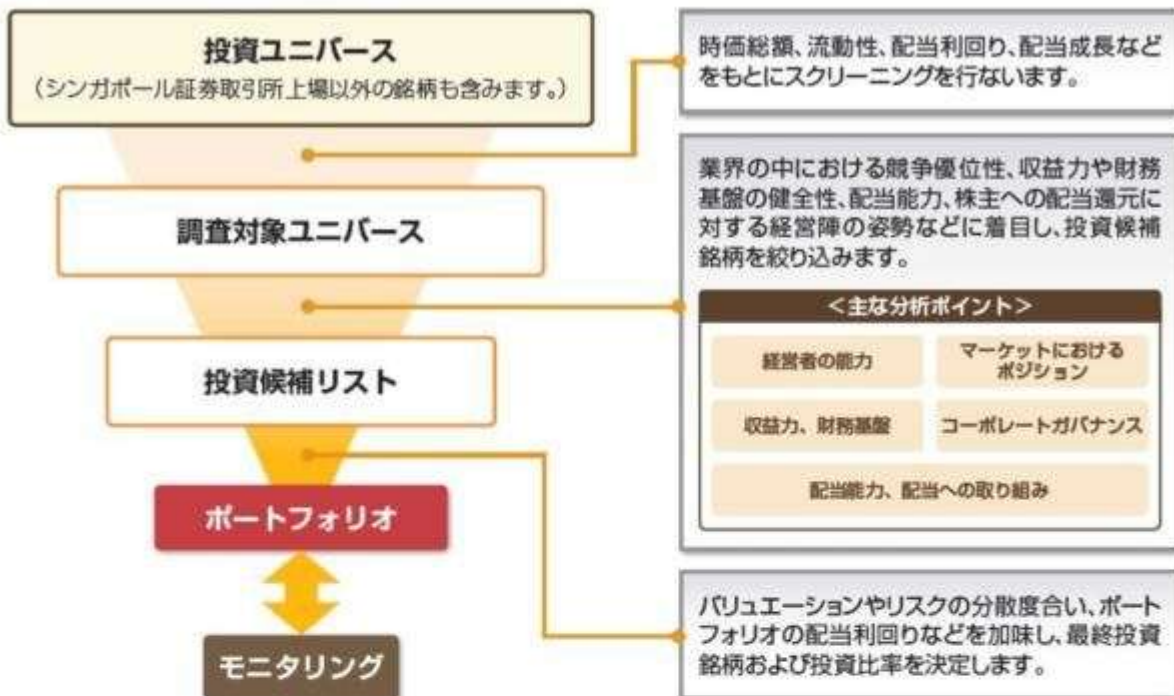 投資ユニバース
（シンガポール証券取引所上場以外の銘柄も含みます。）
時価総額、流動性、配当利回り、配当成長など
をもとにスクリーニングを行ないます。
調査対象ユニバース
業界の中における競争優位性、収益力や財務
基盤の健全性、配当能力、株主への配当還元に
対する経営陣の姿勢などに着目し、投資候補
銘柄を絞り込みます。
＜主な分析ポイント＞
経営者の能力
マーケットにおける
ポジション
収益力、財務基盤
コーポレートガバナンス
配当能力、配当への取り組み
投資候補リスト
ポートフォリオ
バリュエーションやリスクの分散度合い、ポート
フォリオの配当利回りなどを加味し、最終投資
銘柄および投資比率を決定します。
モニタリング